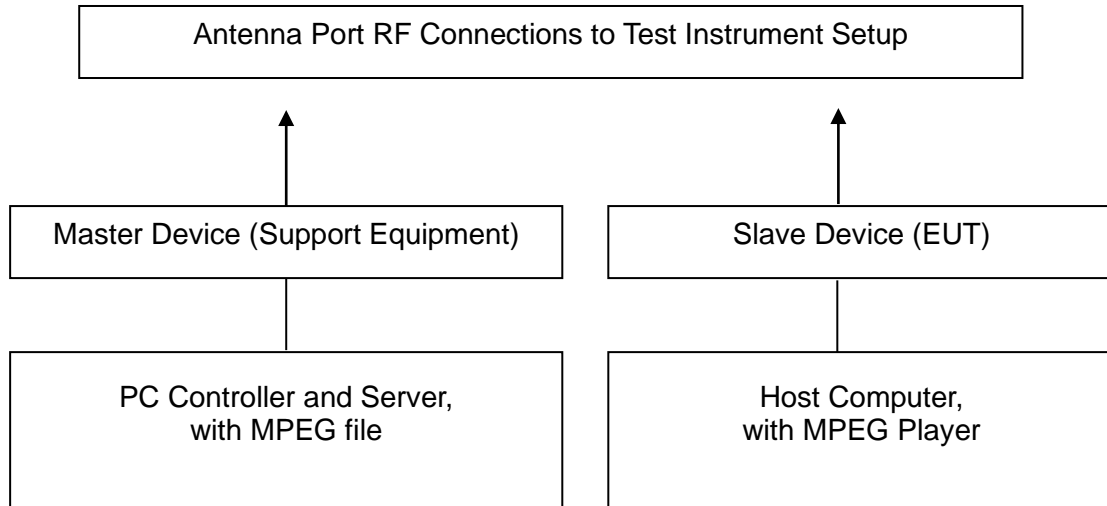 Antenna Port RF Connections to Test Instrument Setup
Master Device (Support Equipment)
Slave Device (EUT)
PC Controller and Server,
with MPEG file
Host Computer,
with MPEG Player